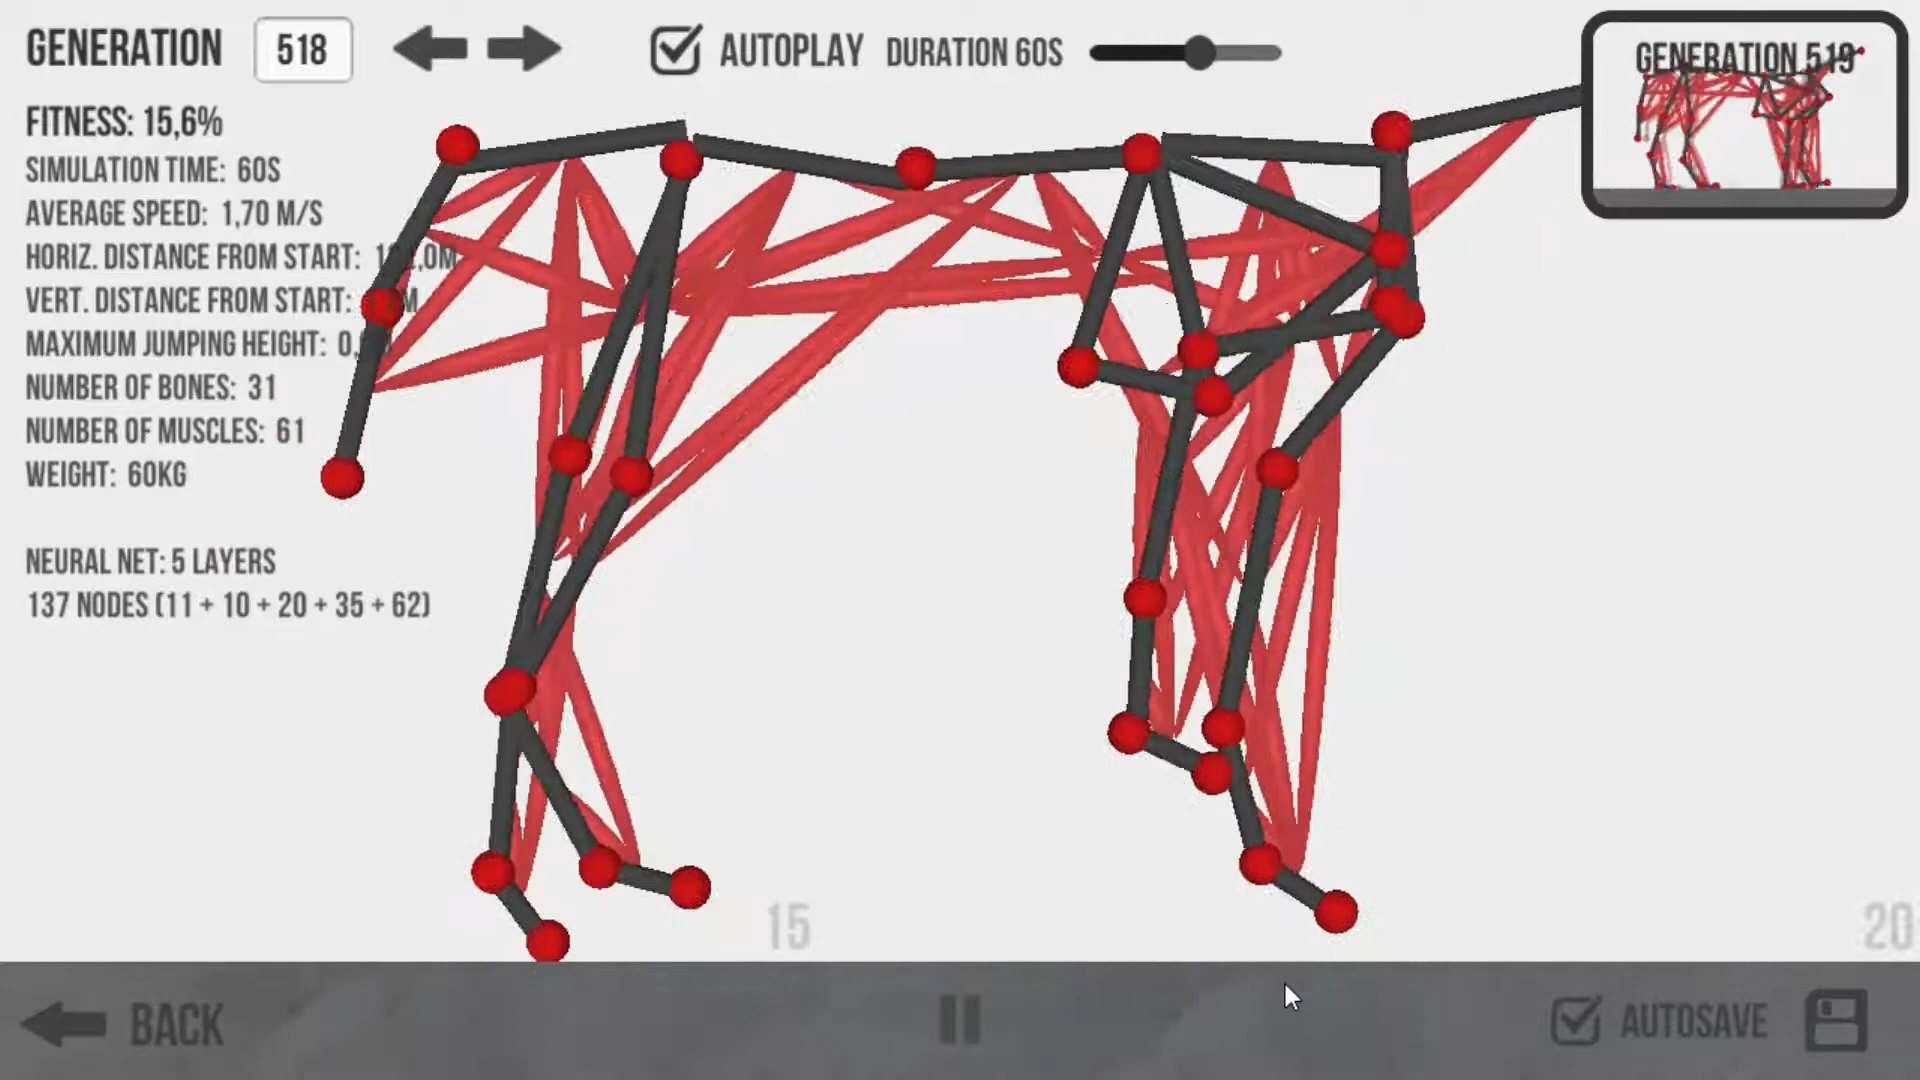 GENERATION 518
AUTOPLAY DURATION 60S
GENERATION 519
FITNESS: 15,6%
SIMULATION TIME: 60S
AVERAGE SPEED: 1,70 M/S
HORIZ. DISTANCE FROM START:
VERT. DISTANCE FROM START:
MAXIMUM JUMPING HEIGHT:
NUMBER OF BONES: 31
NUMBER OF MUSCLES: 61
WEIGHT: 60KG
NEURAL NET: 5 LAYERS
137 NODES (11 + 10 + 20 + 35 + 62)
15
20
BACK
AUTOSAVE